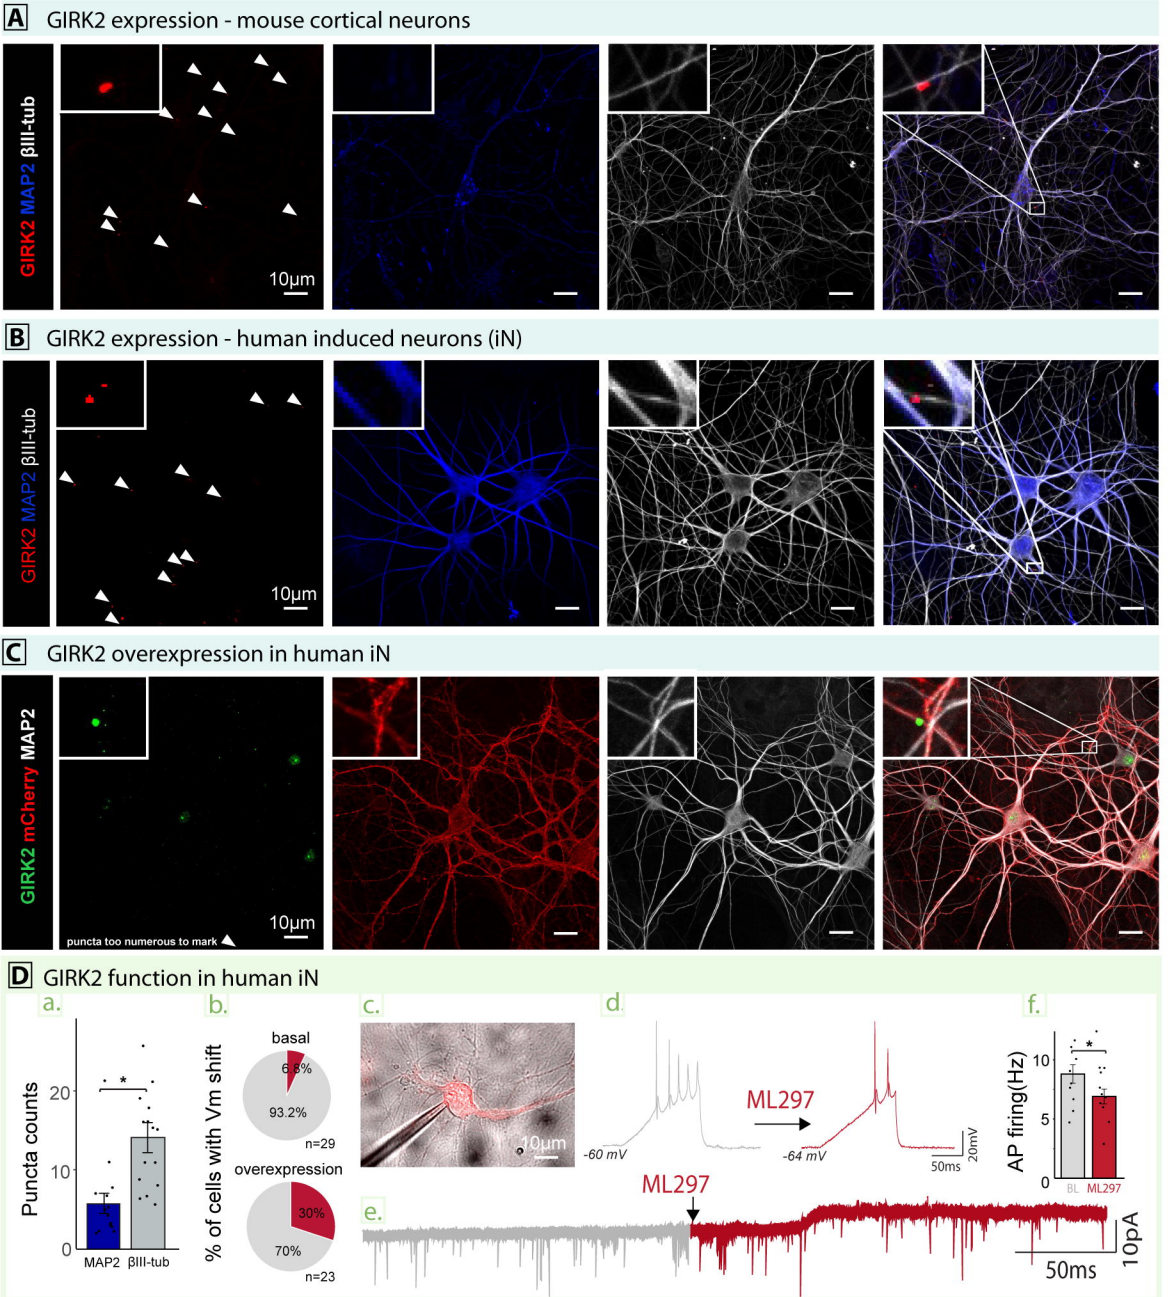 A GIRK2 expression - mouse cortical neurons
GIRK2 MAP2 βIII-tub
10μm
B GIRK2 expression - human induced neurons (iN)
GIRK2 MAP2 βIII-tub
10μm
C GIRK2 overexpression in human iN
GIRK2 mCherry MAP2
10μm
puncta too numerous to mark
D GIRK2 function in human iN
a.
Puncta counts
20
10
0
*
MAP2 βIII-tub
b.
% of cells with Vm shift
basal
6.8%
93.2%
n=29
overexpression
30%
70%
n=23
c.
10μm
d.
-60 mV
ML297
-64 mV
20mV
50ms
e.
ML297
10pA
50ms
f.
AP firing(Hz)
10
5
0
*
BL ML297